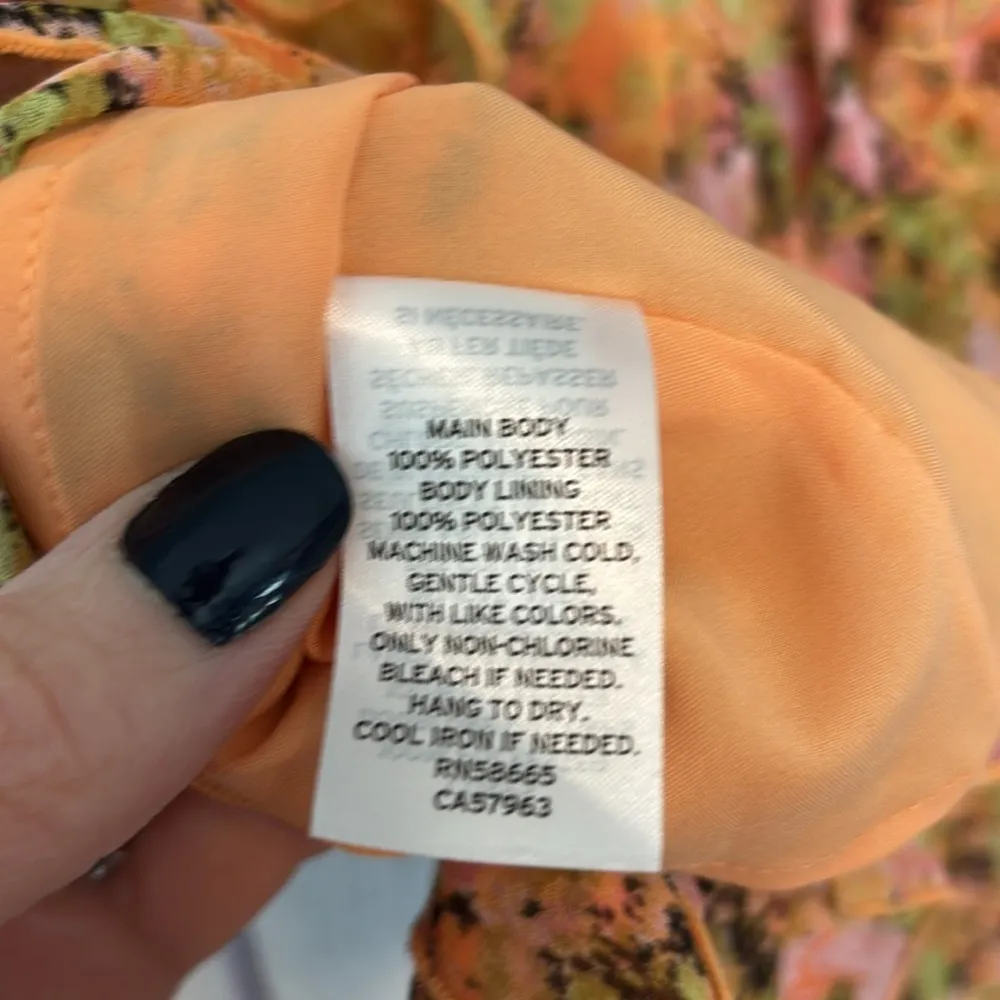 MAIN BODY
100% POLYESTER
BODY LINING
100% POLYESTER
MACHINE WASH COLD,
GENTLE CYCLE,
WITH LIKE COLORS.
ONLY NON-CHLORINE
BLEACH IF NEEDED.
HANG TO DRY.
COOL IRON IF NEEDED.
RN58665
CA57963